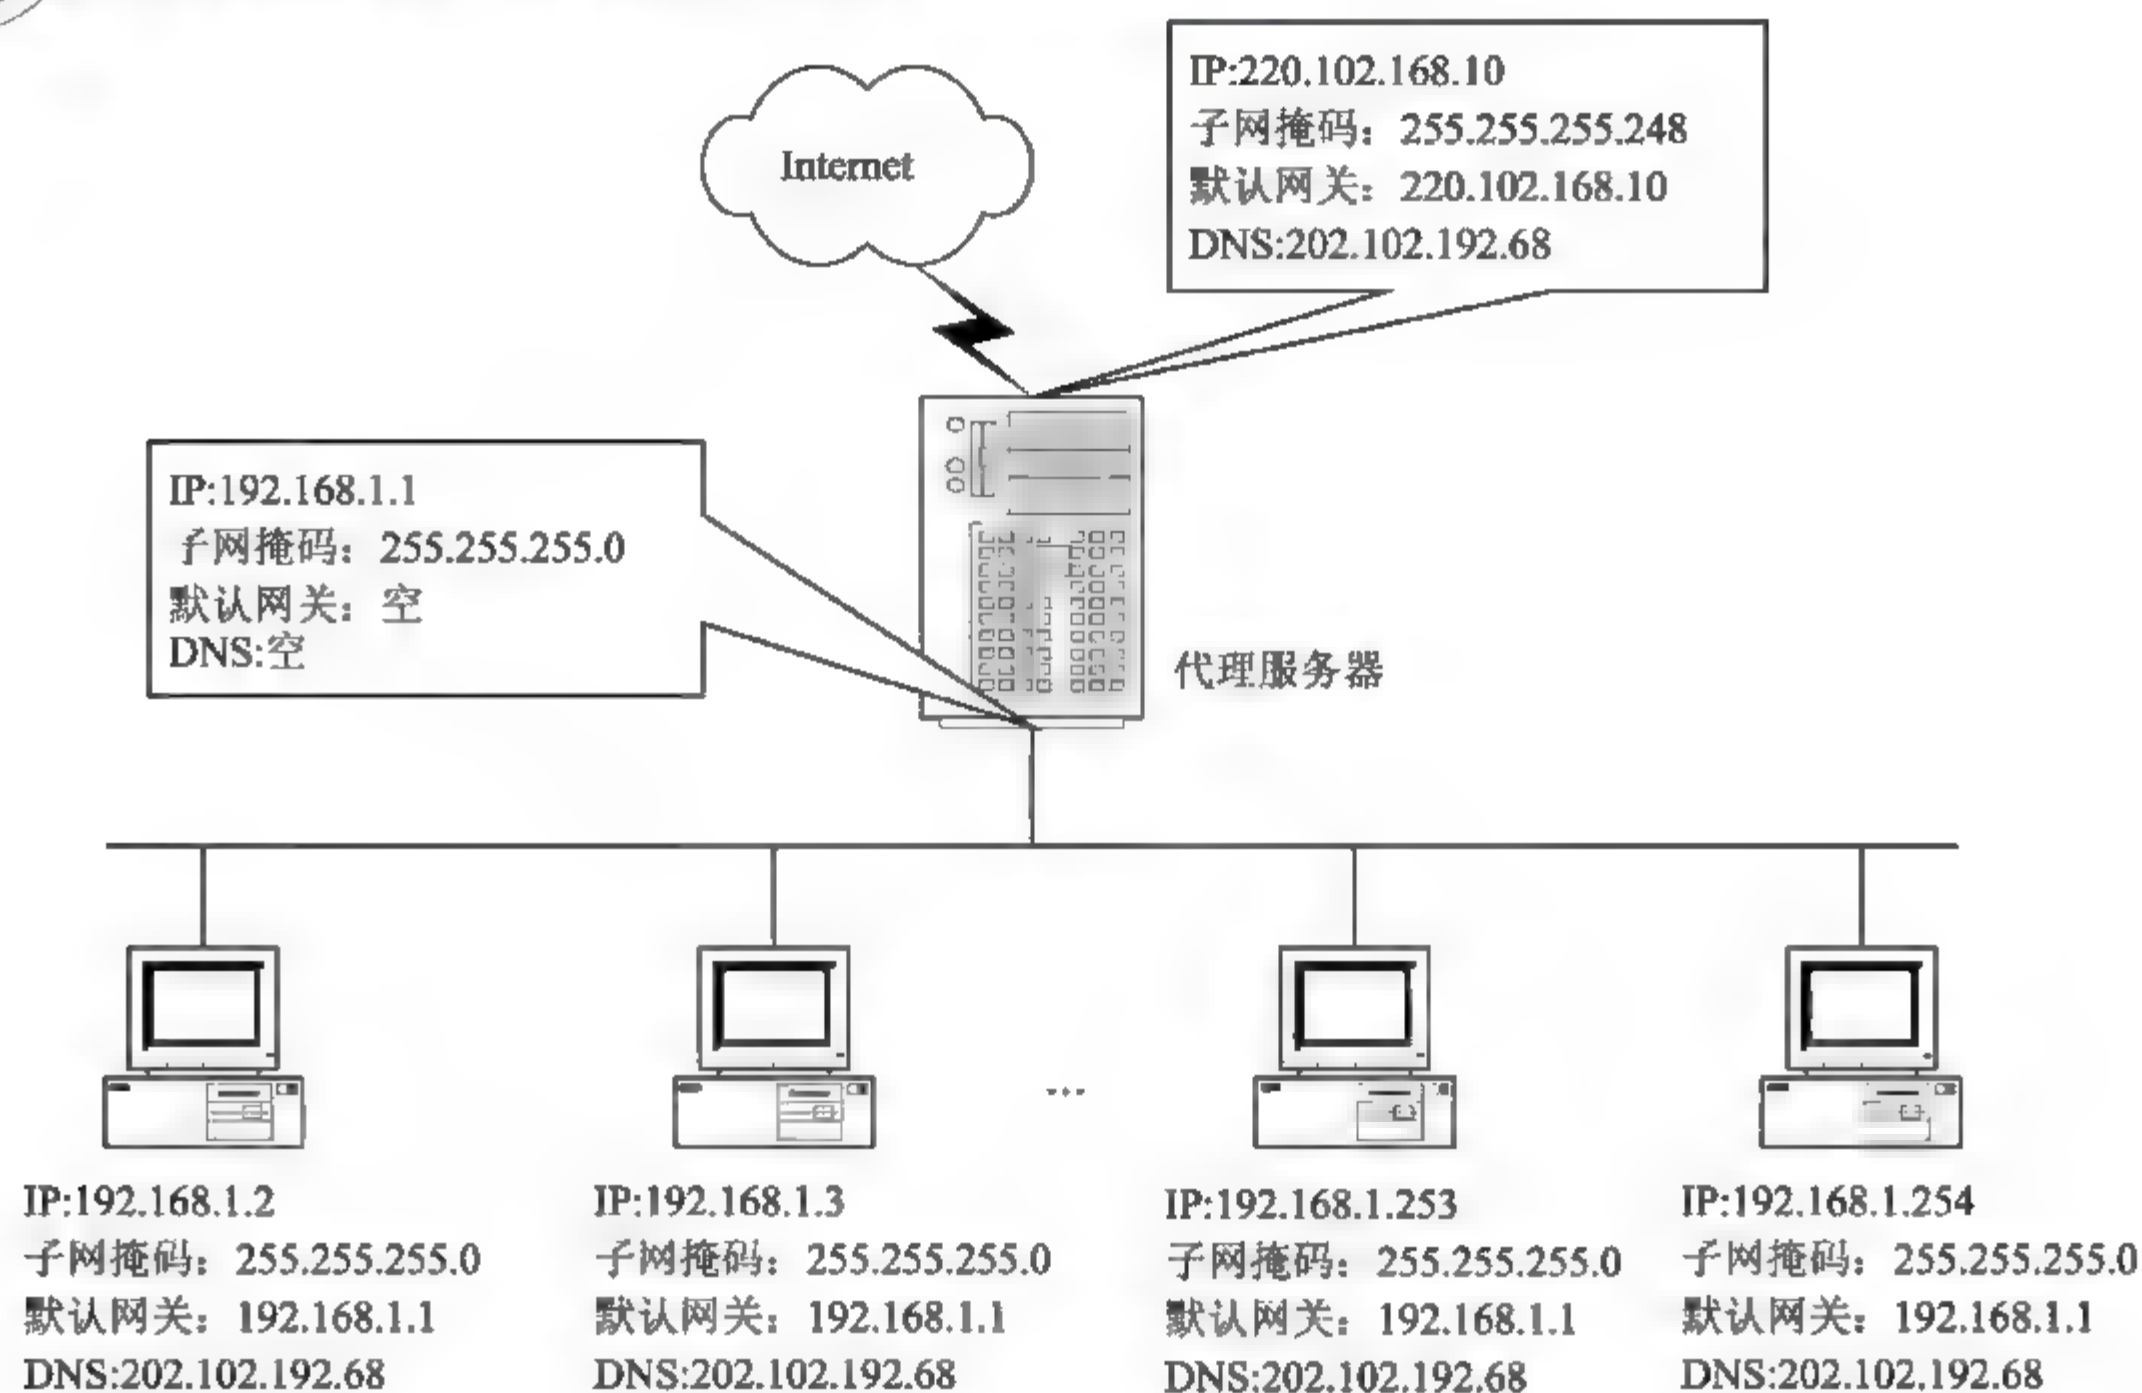 Internet
IP:220.102.168.10
子网掩码：255.255.255.248
默认网关：220.102.168.10
DNS:202.102.192.68
IP:192.168.1.1
子网掩码：255.255.255.0
默认网关：空
DNS:空
代理服务器
...
IP:192.168.1.2
子网掩码：255.255.255.0
默认网关：192.168.1.1
DNS:202.102.192.68
IP:192.168.1.3
子网掩码：255.255.255.0
默认网关：192.168.1.1
DNS:202.102.192.68
IP:192.168.1.253
子网掩码：255.255.255.0
默认网关：192.168.1.1
DNS:202.102.192.68
IP:192.168.1.254
子网掩码：255.255.255.0
默认网关：192.168.1.1
DNS:202.102.192.68